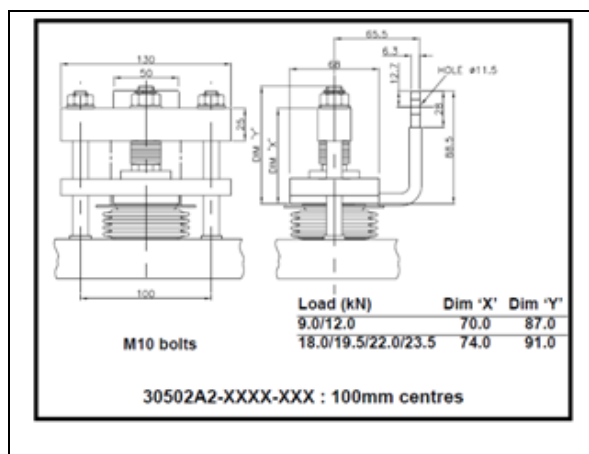 65.5
130
6.3
50
68
12.7
HOLE ø11.5
25
DIM 'Y'
DIM 'X'
28
88.5
100
M10 bolts
Load (kN) Dim 'X' Dim 'Y'
9.0/12.0 70.0 87.0
18.0/19.5/22.0/23.5 74.0 91.0
30502A2-XXXX-XXX : 100mm centres